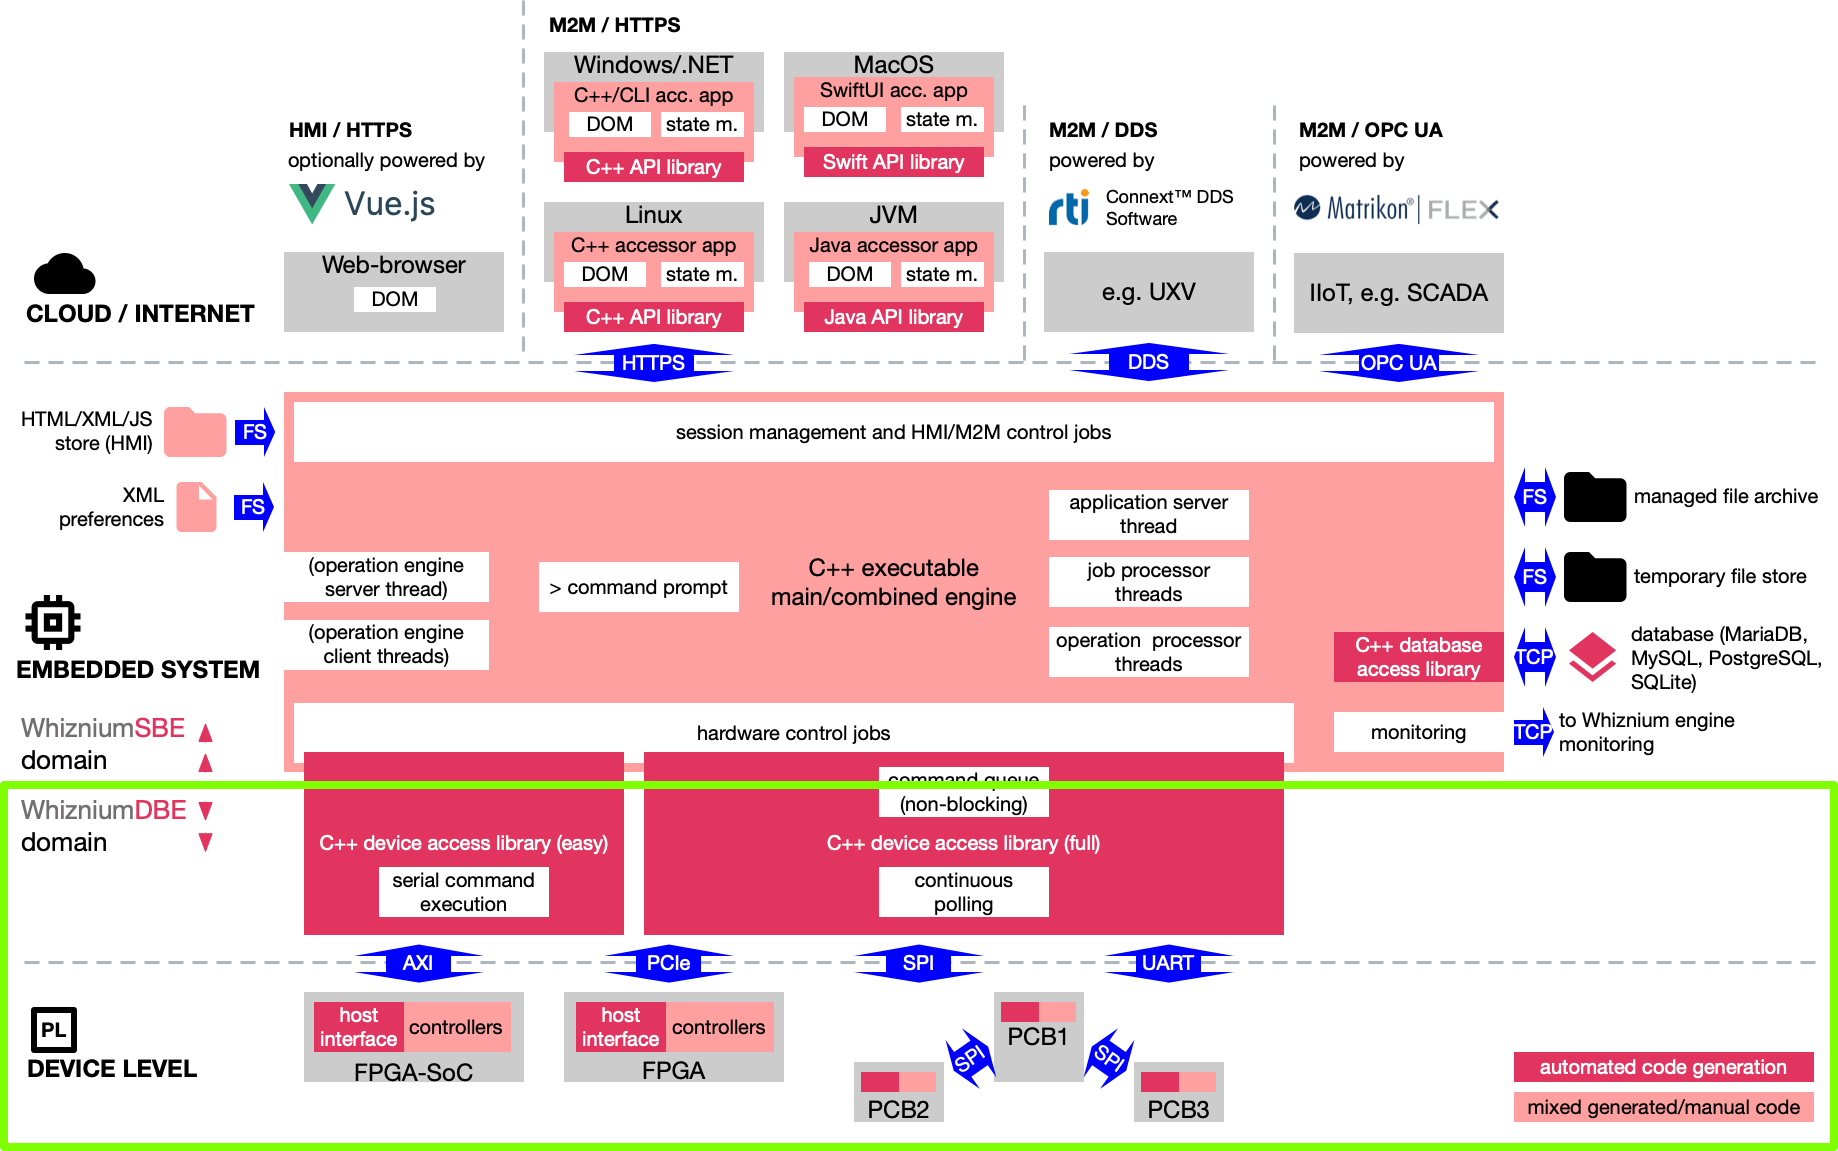 M2M / HTTPS
Windows/.NET
C++/CLI acc. app
DOM
state m.
C++ API library
MacOS
SwiftUI acc. app
DOM
state m.
Swift API library
HMI / HTTPS
optionally powered by
Vue.js
Web-browser
DOM
Linux
C++ accessor app
DOM
state m.
C++ API library
JVM
Java accessor app
DOM
state m.
Java API library
M2M / DDS
powered by
rti
Connext™ DDS
Software
e.g. UXV
M2M / OPC UA
powered by
Matrikon® | FLEX
IIoT, e.g. SCADA
CLOUD / INTERNET
HTTPS
DDS
OPC UA
HTML/XML/JS
store (HMI)
FS
session management and HMI/M2M control jobs
XML
preferences
FS
application server
thread
FS
managed file archive
(operation engine
server thread)
> command prompt
C++ executable
main/combined engine
job processor
threads
FS
temporary file store
(operation engine
client threads)
operation processor
threads
C++ database
access library
TCP
database (MariaDB,
MySQL, PostgreSQL,
SQLite)
EMBEDDED SYSTEM
WhizniumSBE
domain
hardware control jobs
monitoring
TCP
to Whiznium engine
monitoring
WhizniumDBE
domain
command queue
(non-blocking)
C++ device access library (easy)
C++ device access library (full)
serial command
execution
continuous
polling
AXI
PCIe
SPI
UART
PL
DEVICE LEVEL
host
interface
controllers
FPGA-SoC
host
interface
controllers
FPGA
PCB1
SPI
SPI
PCB2
PCB3
automated code generation
mixed generated/manual code